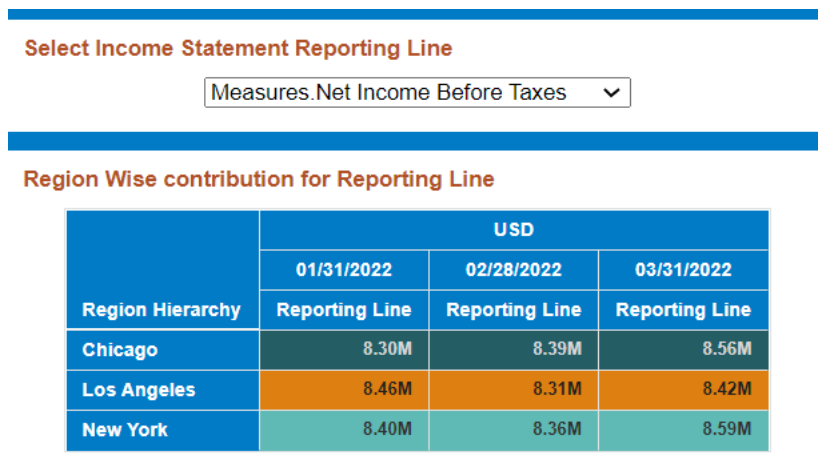 Select Income Statement Reporting Line
Measures.Net Income Before Taxes
Region Wise contribution for Reporting Line
USD
01/31/2022 02/28/2022 03/31/2022
Region Hierarchy Reporting Line Reporting Line Reporting Line
Chicago 8.30M 8.39M 8.56M
Los Angeles 8.46M 8.31M 8.42M
New York 8.40M 8.36M 8.59M